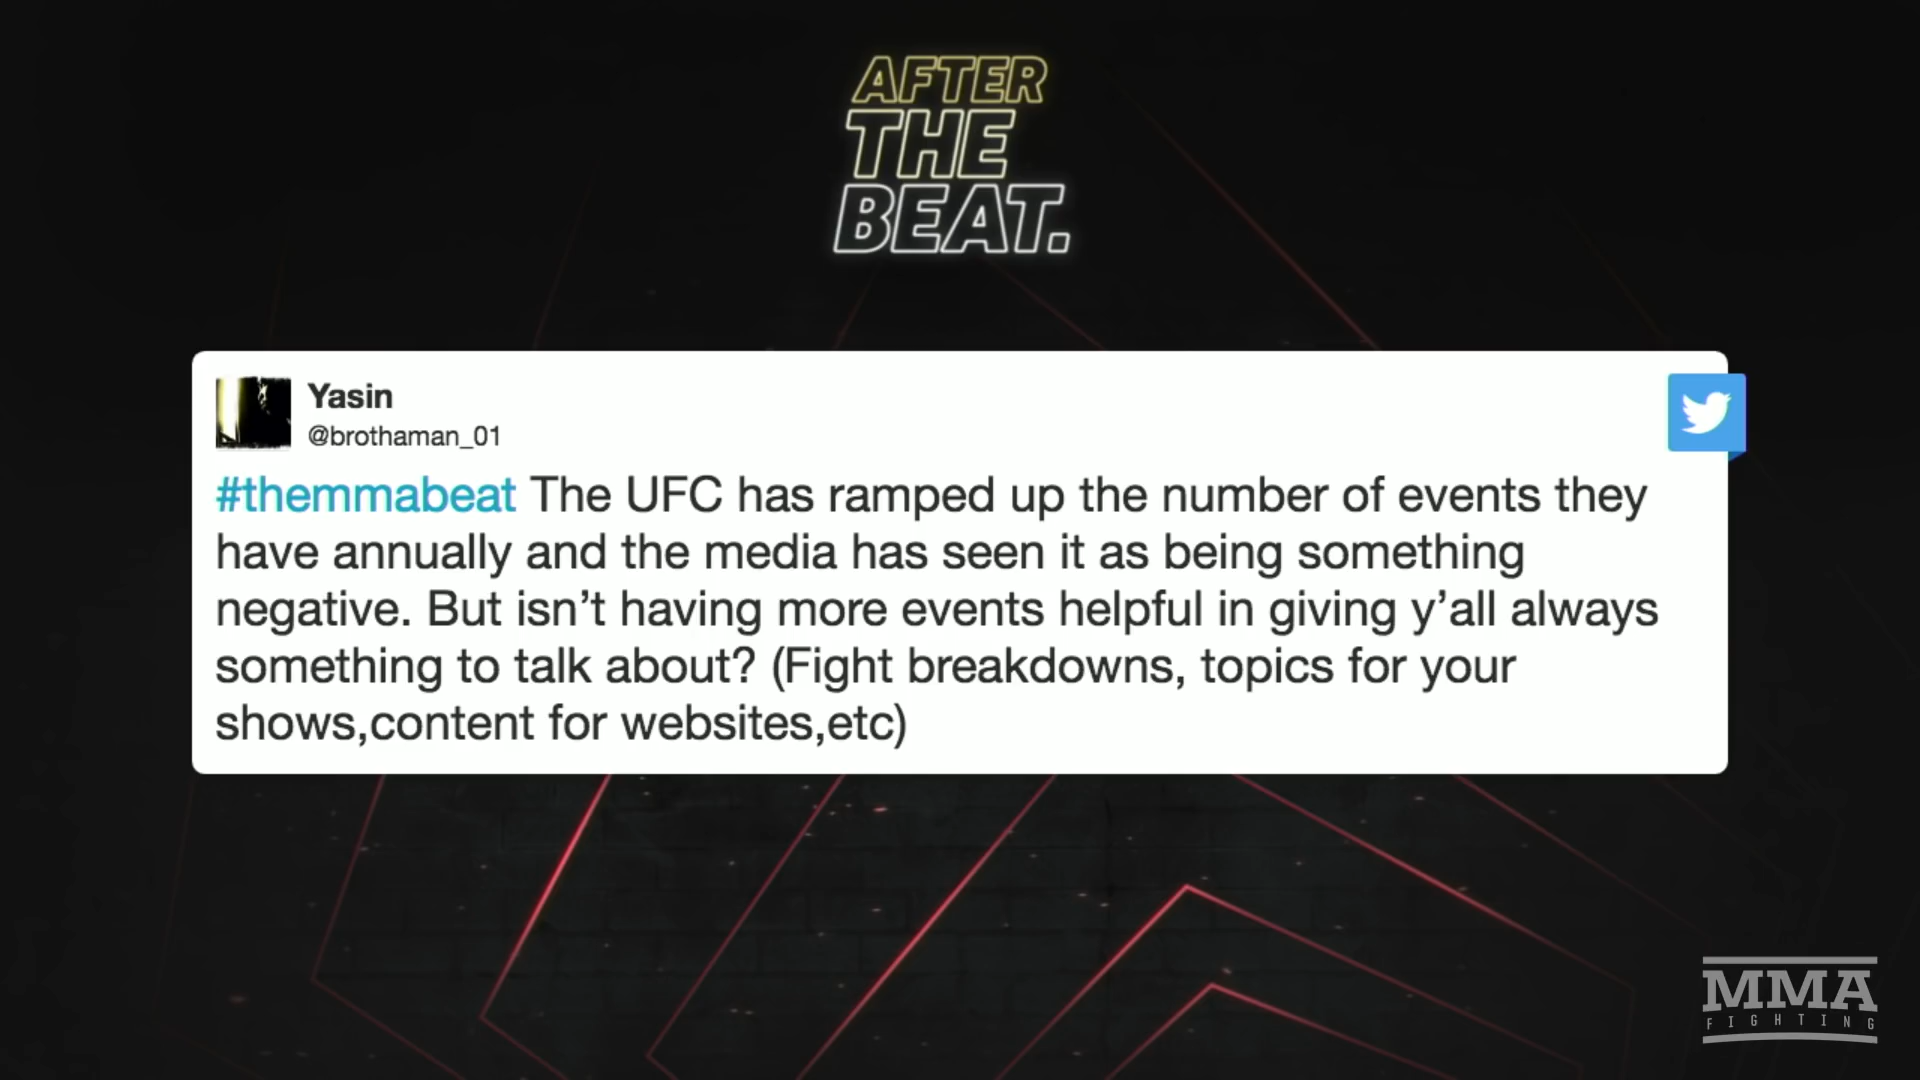 AFTER
THE
BEAT.
Yasin
@brothaman_01
#themmabeat The UFC has ramped up the number of events they
have annually and the media has seen it as being something
negative. But isn’t having more events helpful in giving y’all always
something to talk about? (Fight breakdowns, topics for your
shows,content for websites,etc)
MMA
FIGHTING